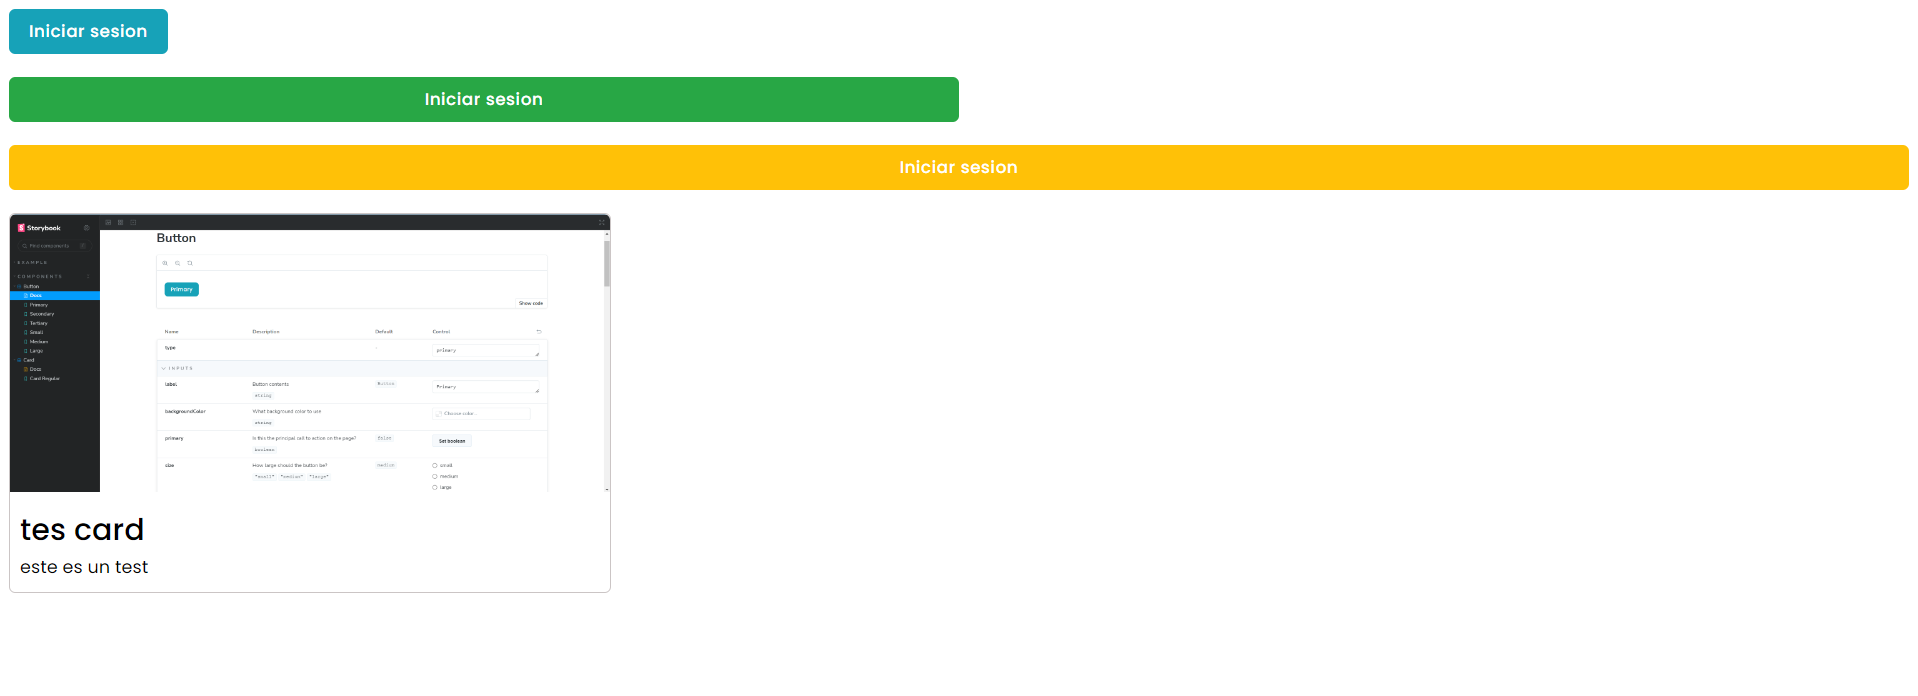 Iniciar sesion
Iniciar sesion
Iniciar sesion
Storybook
Find components
EXAMPLE
COMPONENTS
Button
Docs
Primary
Secondary
Tertiary
Small
Medium
Large
Card
Docs
Card Regular
Button
Primary
Show code
Name Description Default Control
type - primary
INPUTS
label Button contents Button Primary
string
backgroundColor What background color to use Choose color...
string
primary Is this the principal call to action on the page? false Set boolean
boolean
size How large should the button be? medium small
"small" "medium" "large" medium
large
tes card
este es un test